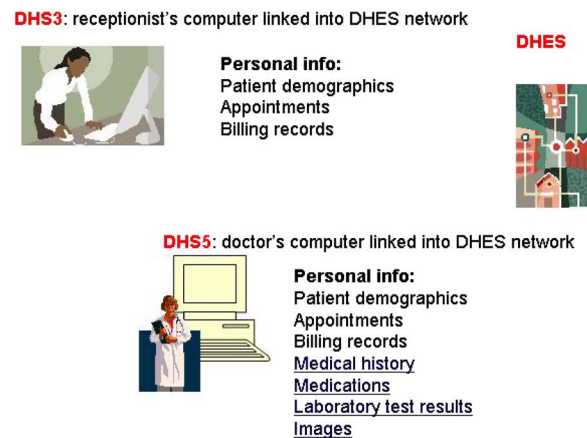 DHS3: receptionist's computer linked into DHES network
DHES
Personal info:
Patient demographics
Appointments
Billing records
DHS5: doctor's computer linked into DHES network
Personal info:
Patient demographics
Appointments
Billing records
Medical history
Medications
Laboratory test results
Images